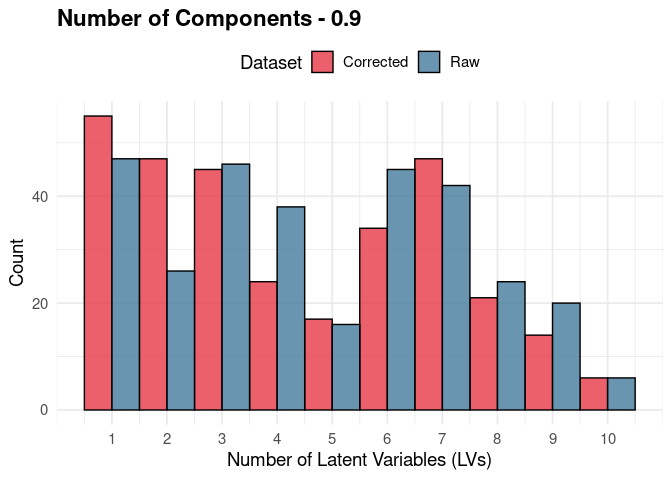 Number of Components - 0.9
Dataset Corrected Raw
Count
40
20
0
1 2 3 4 5 6 7 8 9 10
Number of Latent Variables (LVs)